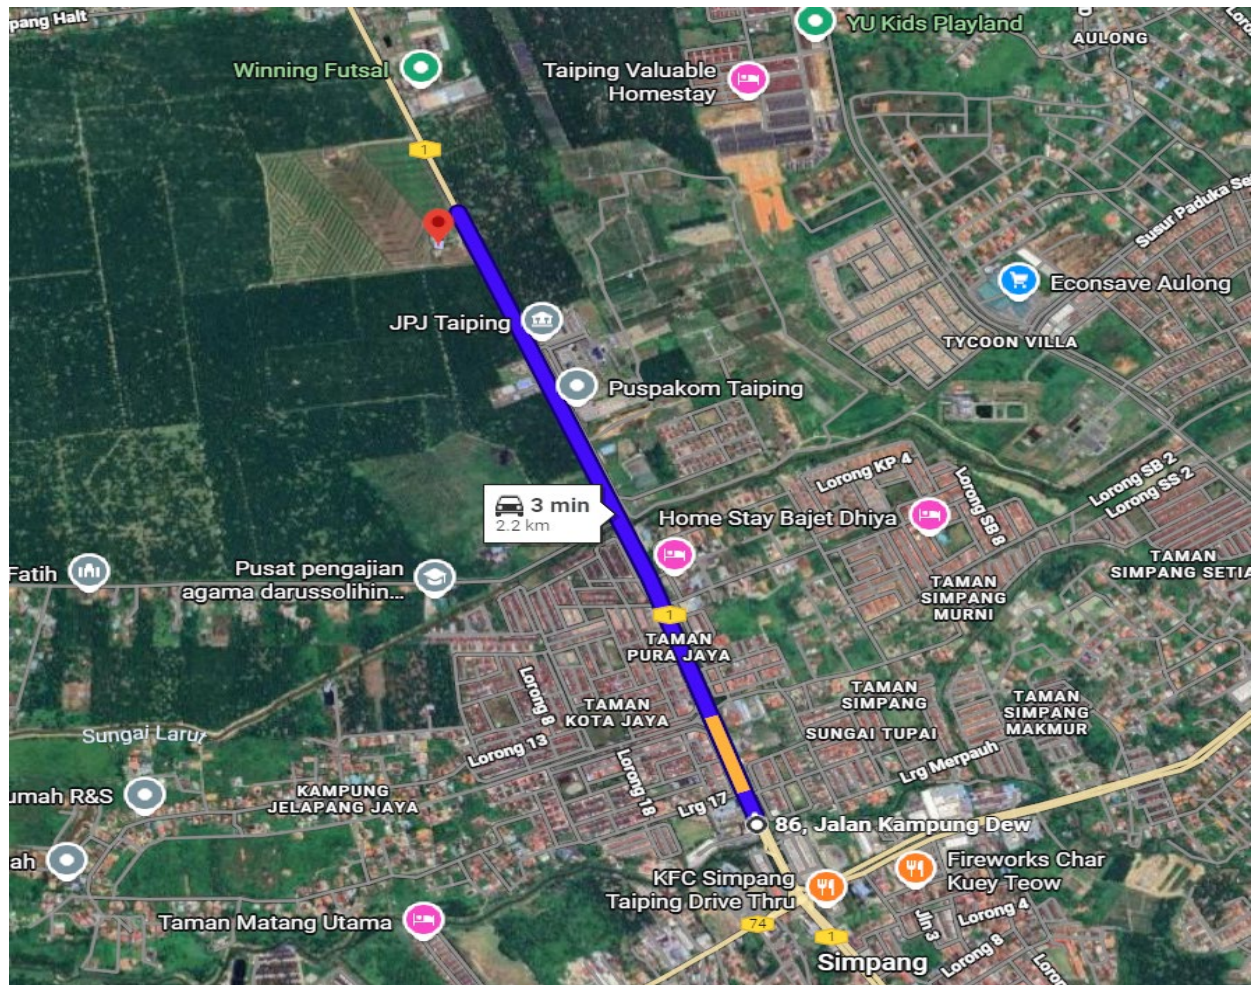 pang Halt
YU Kids Playland
AULONG
Winning Futsal
Taiping Valuable
Homestay
1
Susur Paduka Se
Econsave Aulong
JPJ Taiping
TYCOON VILLA
Puspakom Taiping
Lorong KP 4
Lorong SB 2
Lorong SS 2
Lorong SB 8
3 min
2.2 km
Home Stay Bajet Dhiya
Fatih
Pusat pengajian
agama darussolihin...
TAMAN
SIMPANG SETIA
TAMAN
SIMPANG
MURNI
1
TAMAN
PURA JAYA
Lorong 8
TAMAN
KOTA JAYA
TAMAN
SIMPANG
TAMAN
SIMPANG
MAKMUR
Sungai Larut
Lorong 13
SUNGAI TUPAI
Lorong 18
Lrg Merpauh
umah R&S
KAMPUNG
JELAPANG JAYA
Lrg 17
86, Jalan Kampung Dew
ah
KFC Simpang
Taiping Drive Thru
Fireworks Char
Kuey Teow
Taman Matang Utama
74
1
Jln 3
Lorong 4
Lorong 8
Simpang
Loron